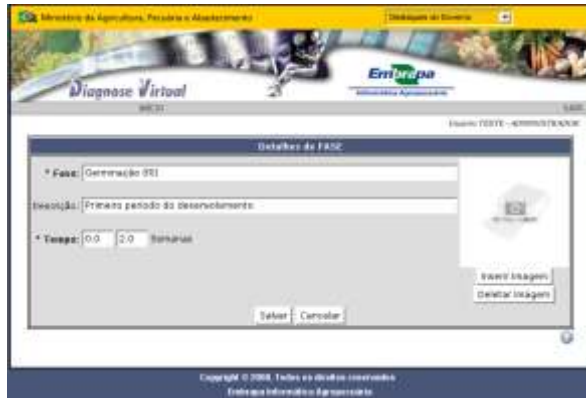 Ministério da Agricultura, Pecuária e Abastecimento
Destaques do Governo
Diagnose Virtual
Embrapa
Informática Agropecuária
INÍCIO
SAIR
Usuário: TESTE - ADMINISTRADOR
Detalhes da FASE
* Fase: Germinação (R1)
Descrição: Primeiro período do desenvolvimento
* Tempo: 0.0 2.0 Semanas
Inserir Imagem
Deletar Imagem
Salvar Cancelar
Todos os direitos reservados
Embrapa Informática Agropecuária